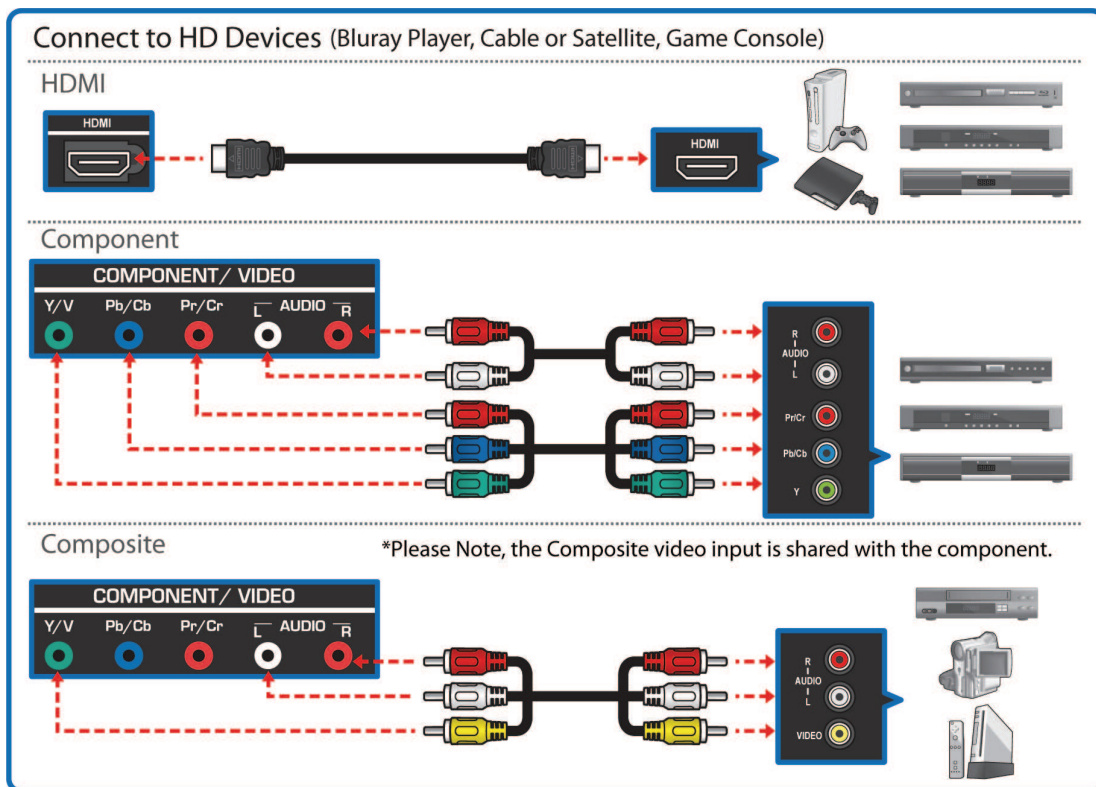 Connect to HD Devices (Bluray Player, Cable or Satellite, Game Console)
HDMI
HDMI
HDMI
Component
COMPONENT/ VIDEO
Y/V Pb/Cb Pr/Cr L AUDIO R
R
AUDIO
L
Pr/Cr
Pb/Cb
Y
Composite
*Please Note, the Composite video input is shared with the component.
COMPONENT/ VIDEO
Y/V Pb/Cb Pr/Cr L AUDIO R
R
AUDIO
L
VIDEO